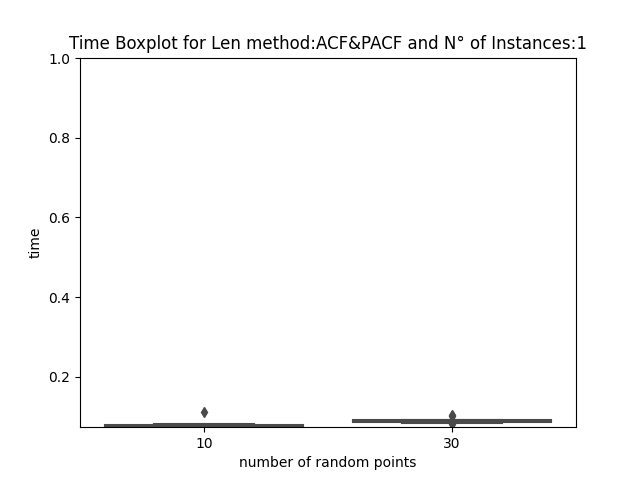 Time Boxplot for Len method:ACF&PACF and N° of Instances:1
1.0
0.8
0.6
0.4
0.2
time
10
30
number of random points